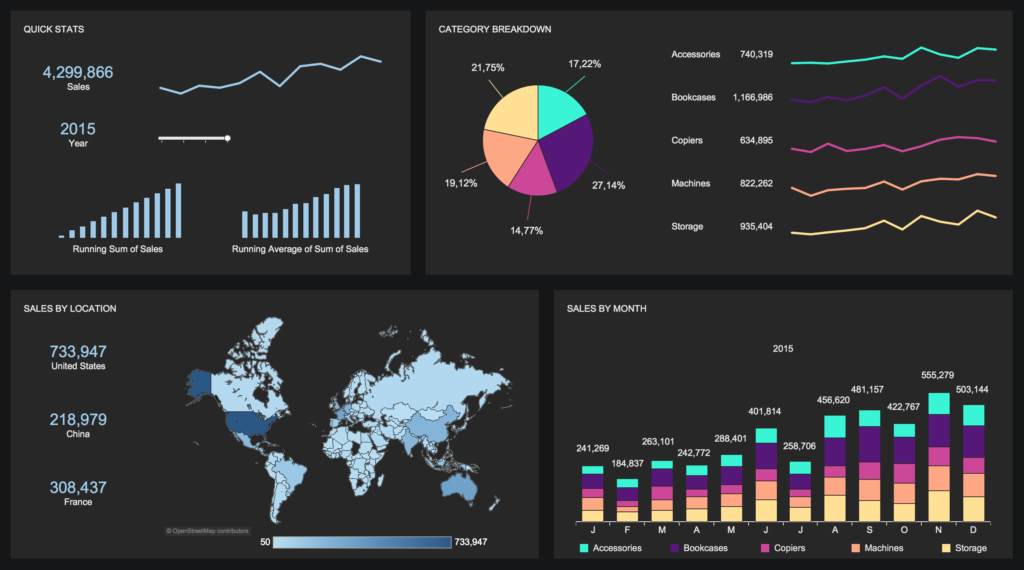 QUICK STATS
4,299,866
Sales
2015
Year
Running Sum of Sales
Running Average of Sum of Sales
CATEGORY BREAKDOWN
21,75%
17,22%
19,12%
27,14%
14,77%
Accessories 740,319
Bookcases 1,166,986
Copiers 634,895
Machines 822,262
Storage 935,404
SALES BY LOCATION
733,947
United States
218,979
China
308,437
France
© OpenStreetMap contributors
50 733,947
SALES BY MONTH
2015
241,269 184,837 263,101 242,772 288,401 401,814 258,706 456,620 481,157 422,767 555,279 503,144
J F M A M J J A S O N D
Accessories Bookcases Copiers Machines Storage